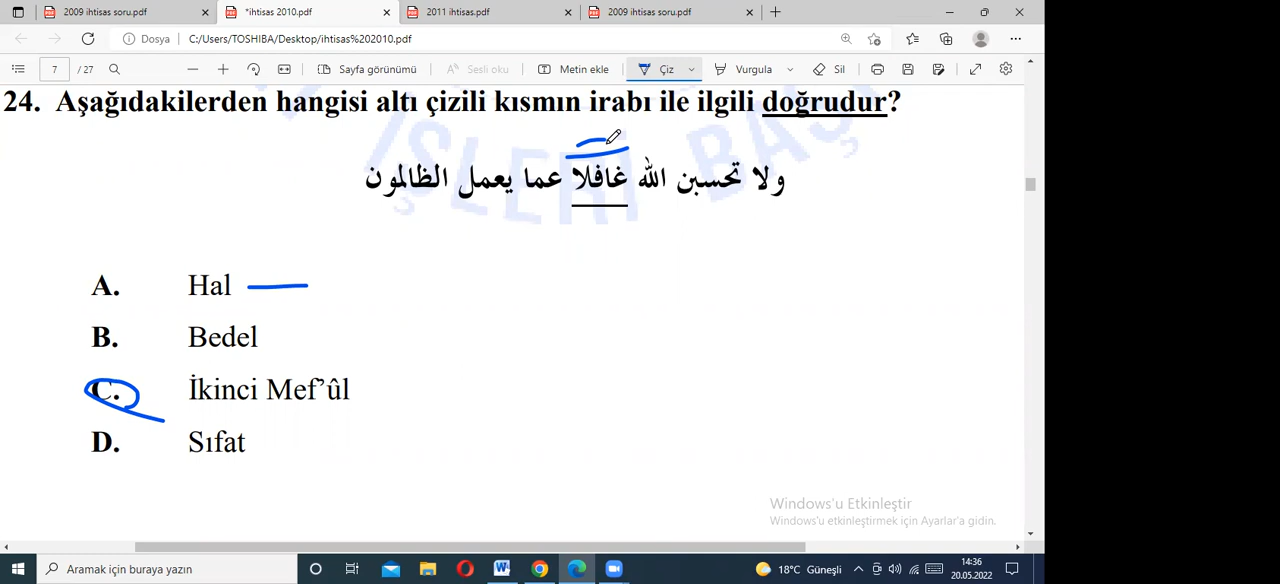 2009 ihtisas soru.pdf
*ihtisas 2010.pdf
2011 ihtisas.pdf
2009 ihtisas soru.pdf
Dosya
C:/Users/TOSHIBA/Desktop/ihtisas%202010.pdf
7 /27
Sayfa görünümü
Sesli oku
Metin ekle
Çiz
Vurgula
Sil
24. Aşağıdakilerden hangisi altı çizili kısmın irabı ile ilgili doğrudur?
ولا تحسبن الله غافلا عما يعمل الظالمون
A. Hal
B. Bedel
C. İkinci Mef’ûl
D. Sıfat
Windows'u Etkinleştir
Windows'u etkinleştirmek için Ayarlar'a gidin.
Aramak için buraya yazın
18°C Güneşli
14:36
20.05.2022